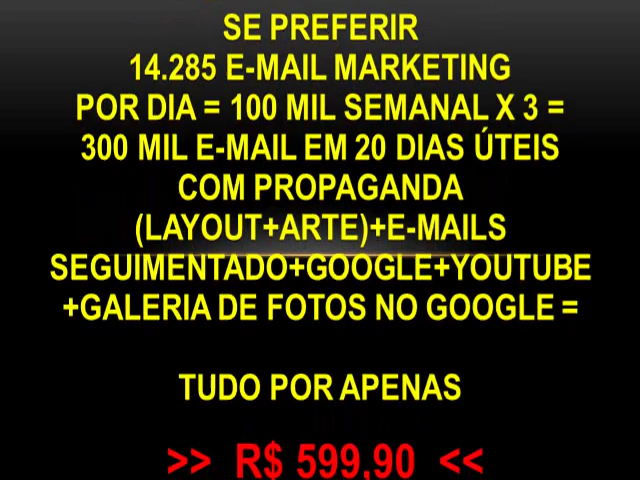 SE PREFERIR
14.285 E-MAIL MARKETING
POR DIA = 100 MIL SEMANAL X 3 =
300 MIL E-MAIL EM 20 DIAS ÚTEIS
COM PROPAGANDA
(LAYOUT+ARTE)+E-MAILS
SEGUIMENTADO+GOOGLE+YOUTUBE
+GALERIA DE FOTOS NO GOOGLE =
TUDO POR APENAS
>> R$ 599,90 <<